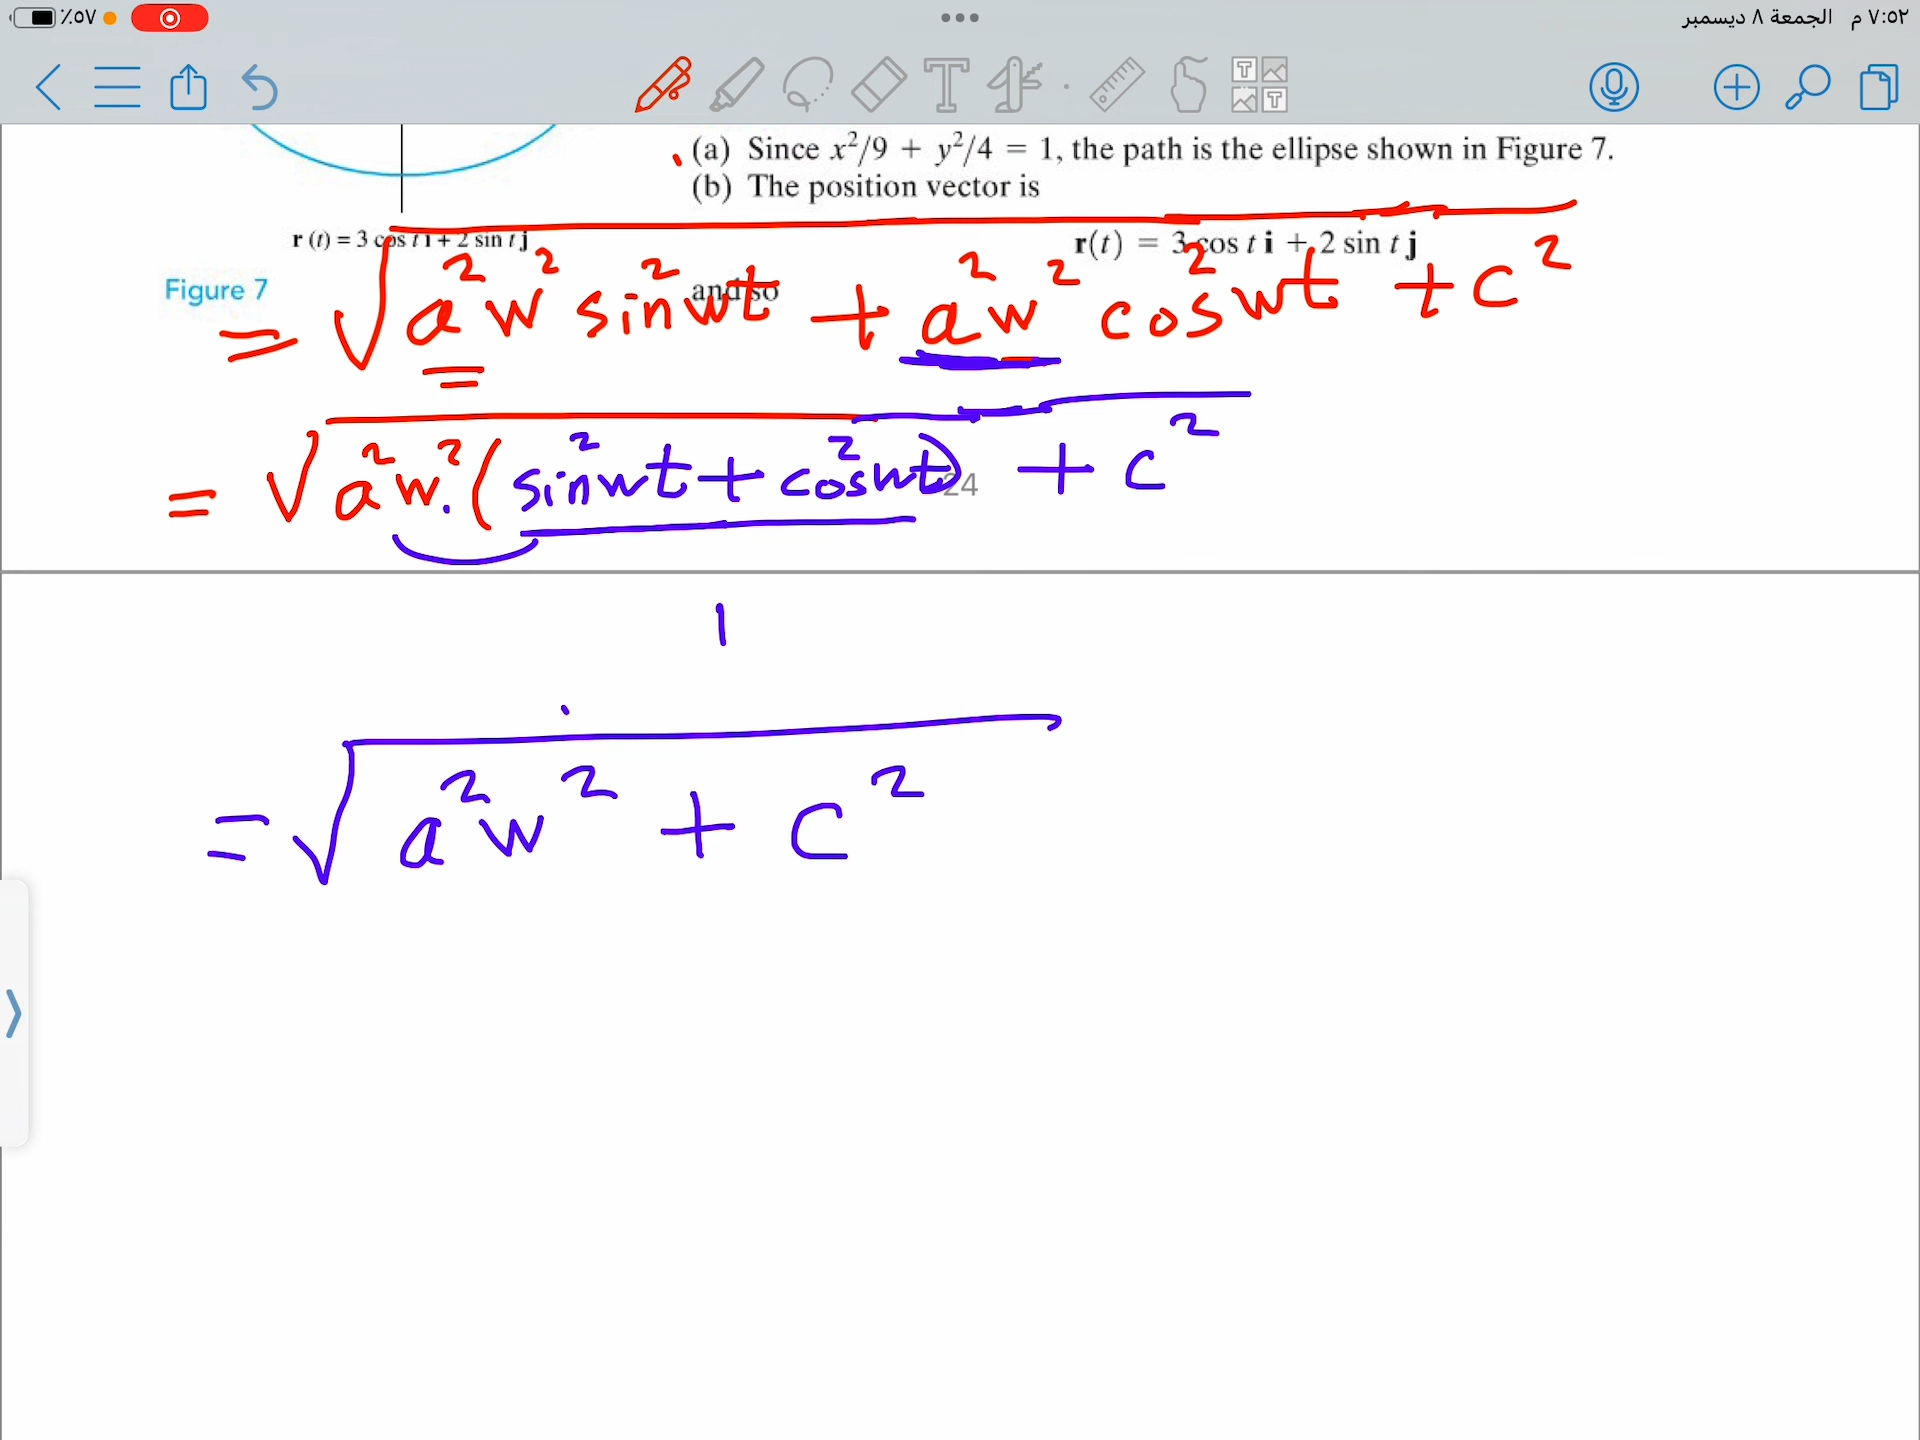 ٪٥٧
٧:٥٢ م الجمعة ٨ ديسمبر
(a) Since x²/9 + y²/4 = 1, the path is the ellipse shown in Figure 7.
(b) The position vector is
r (t) = 3 cos t i + 2 sin t j
r(t) = 3 cos t i + 2 sin t j
Figure 7
and so
= √a²w² sin²wt + a²w² cos²wt + c²
= √a²w².(sin²wt + cos²wt) + c²
24
1
= √a²w² + c²